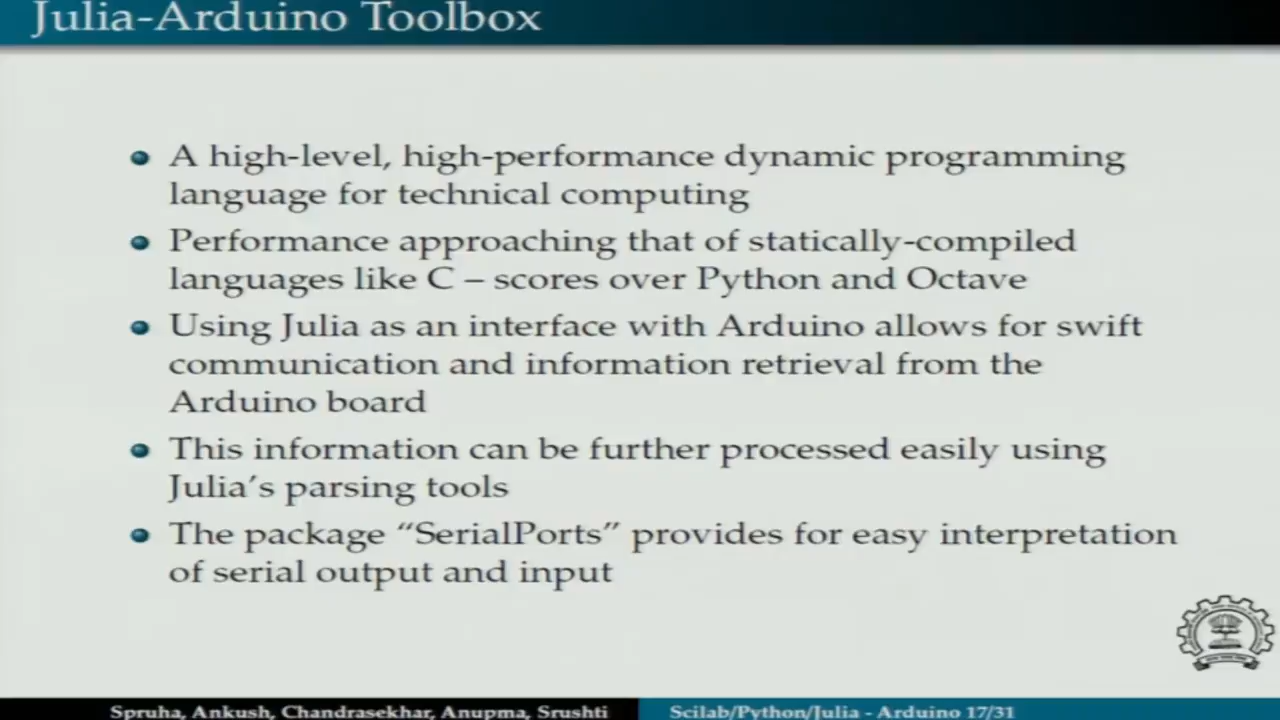 Julia-Arduino Toolbox
A high-level, high-performance dynamic programming
language for technical computing
Performance approaching that of statically-compiled
languages like C – scores over Python and Octave
Using Julia as an interface with Arduino allows for swift
communication and information retrieval from the
Arduino board
This information can be further processed easily using
Julia's parsing tools
The package “SerialPorts” provides for easy interpretation
of serial output and input
Spruha, Ankush, Chandrasekhar, Anupma, Srushti
Scilab/Python/Julia - Arduino 17/31